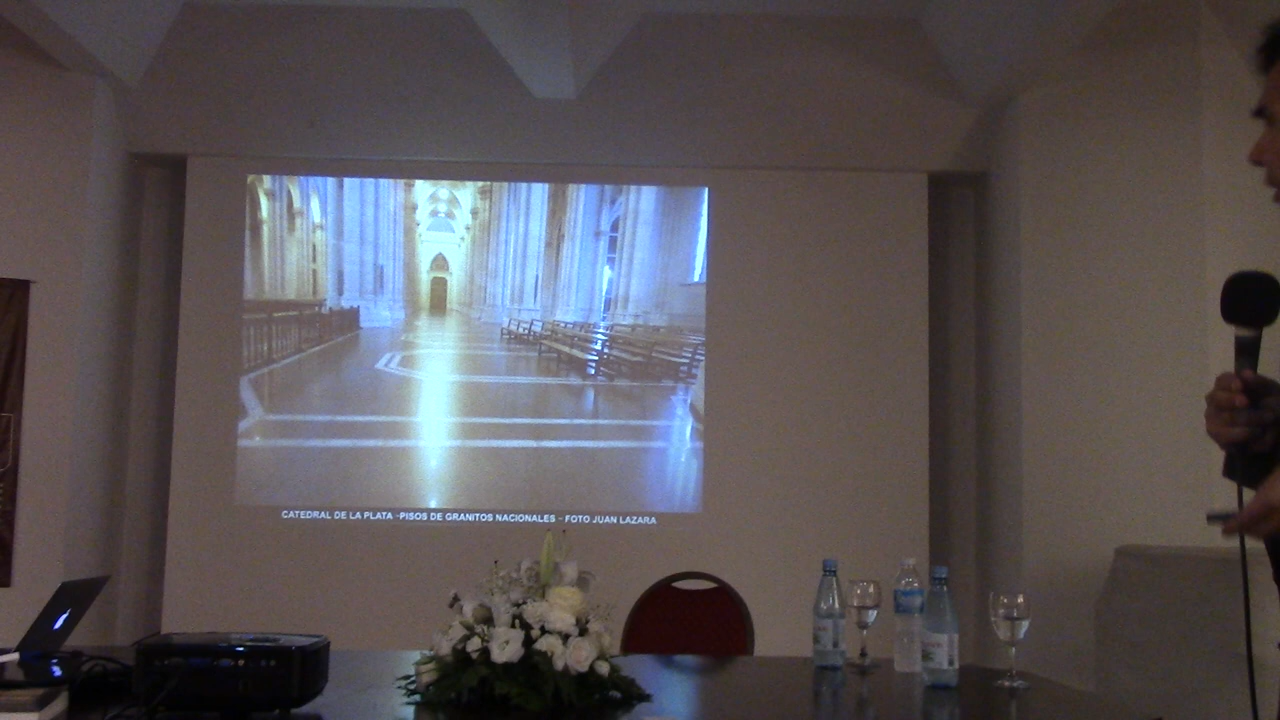 CATEDRAL DE LA PLATA -PISOS DE GRANITOS NACIONALES - FOTO JUAN LAZARA